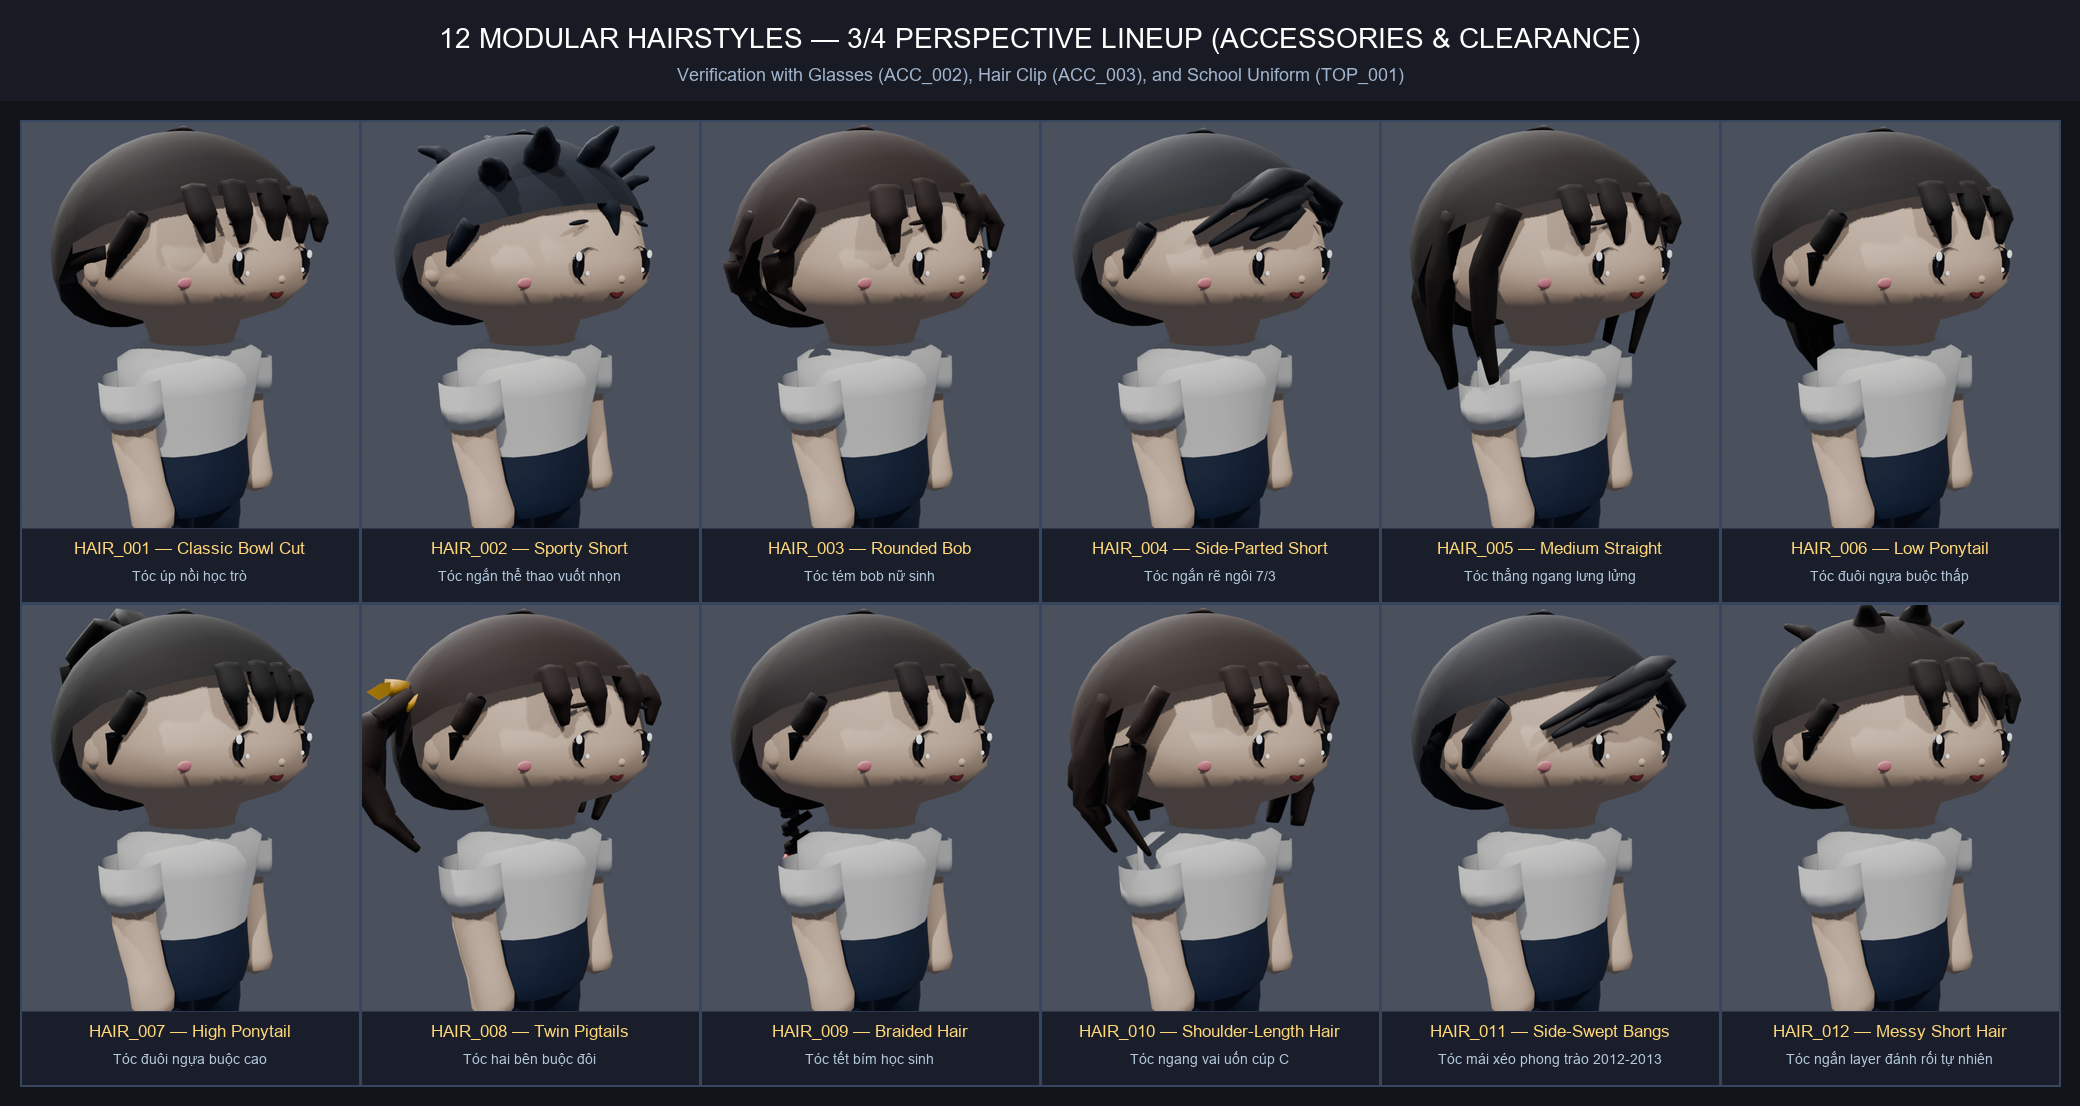 12 MODULAR HAIRSTYLES — 3/4 PERSPECTIVE LINEUP (ACCESSORIES & CLEARANCE)
Verification with Glasses (ACC_002), Hair Clip (ACC_003), and School Uniform (TOP_001)
HAIR_001 — Classic Bowl Cut
Tóc úp nồi học trò
HAIR_002 — Sporty Short
Tóc ngắn thể thao vuốt nhọn
HAIR_003 — Rounded Bob
Tóc tém bob nữ sinh
HAIR_004 — Side-Parted Short
Tóc ngắn rẽ ngôi 7/3
HAIR_005 — Medium Straight
Tóc thẳng ngang lưng lửng
HAIR_006 — Low Ponytail
Tóc đuôi ngựa buộc thấp
HAIR_007 — High Ponytail
Tóc đuôi ngựa buộc cao
HAIR_008 — Twin Pigtails
Tóc hai bên buộc đôi
HAIR_009 — Braided Hair
Tóc tết bím học sinh
HAIR_010 — Shoulder-Length Hair
Tóc ngang vai uốn cúp C
HAIR_011 — Side-Swept Bangs
Tóc mái xéo phong trào 2012-2013
HAIR_012 — Messy Short Hair
Tóc ngắn layer đánh rối tự nhiên